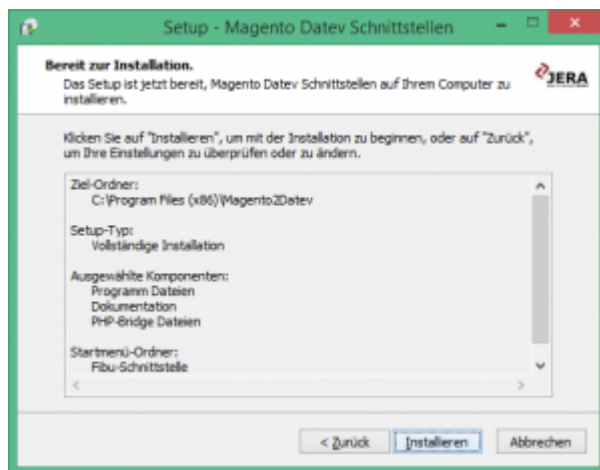 Setup - Magento Datev Schnittstellen
Bereit zur Installation.
Das Setup ist jetzt bereit, Magento Datev Schnittstellen auf Ihrem Computer zu
installieren.
JERA
Klicken Sie auf "Installieren", um mit der Installation zu beginnen, oder auf "Zurück",
um Ihre Einstellungen zu überprüfen oder zu ändern.
Ziel-Ordner:
C:\Program Files (x86)\Magento2Datev
Setup-Typ:
Vollständige Installation
Ausgewählte Komponenten:
Programm Dateien
Dokumentation
PHP-Bridge Dateien
Startmenü-Ordner:
Fibu-Schnittstelle
< Zurück
Installieren
Abbrechen